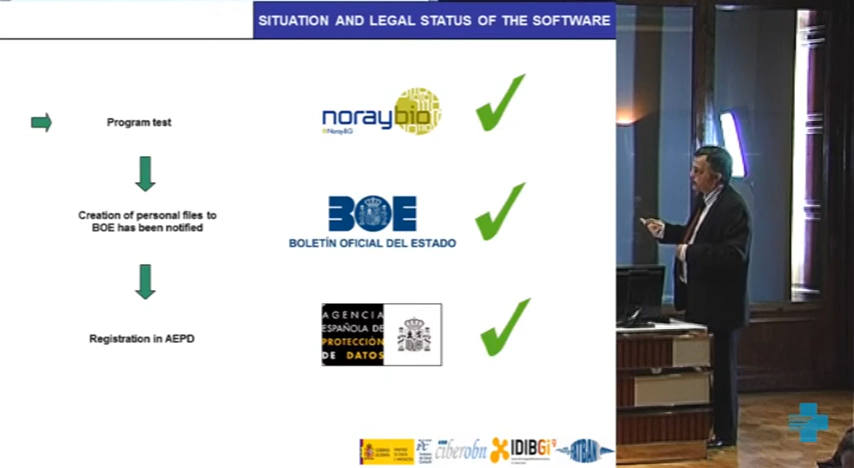 SITUATION AND LEGAL STATUS OF THE SOFTWARE
Program test
noraybio
Creation of personal files to
BOE has been notified
BOE
BOLETÍN OFICIAL DEL ESTADO
Registration in AEPD
AGENCIA
ESPAÑOLA DE
PROTECCIÓN
DE DATOS
ciberobn
IDIBGi